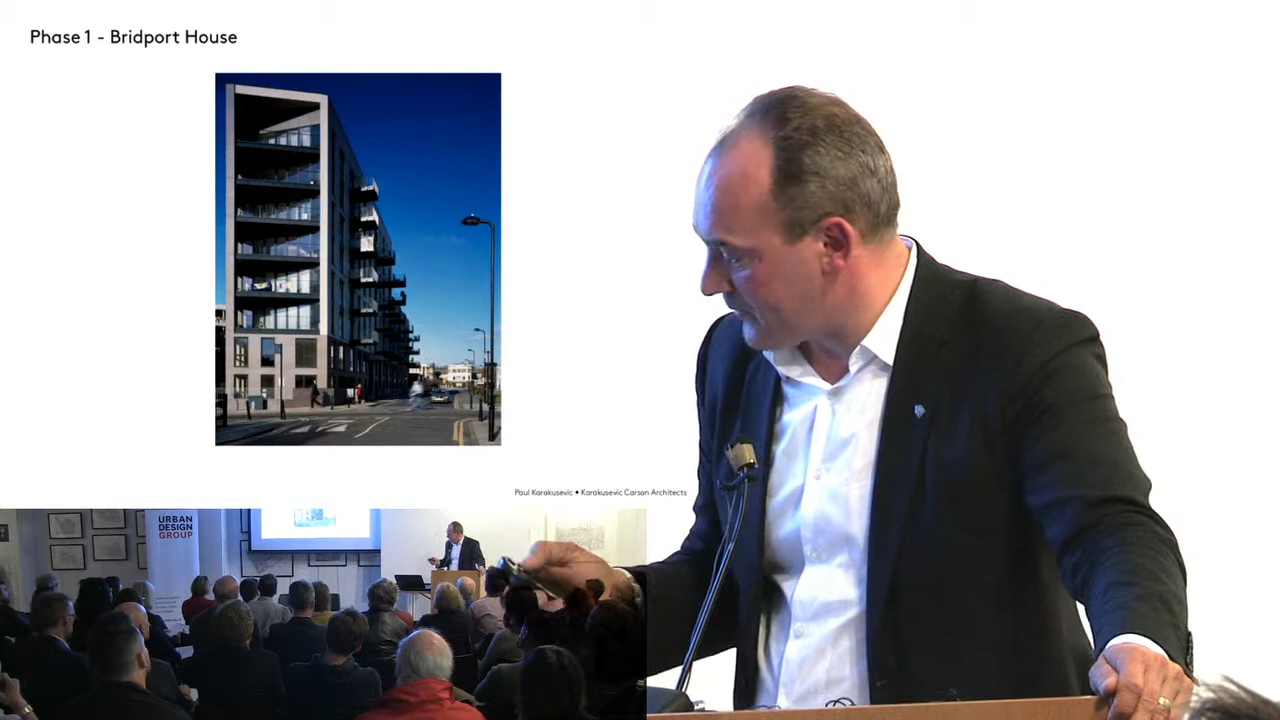 Phase 1 - Bridport House
Paul Karakusevic • Karakusevic Carson Architects
URBAN
DESIGN
GROUP